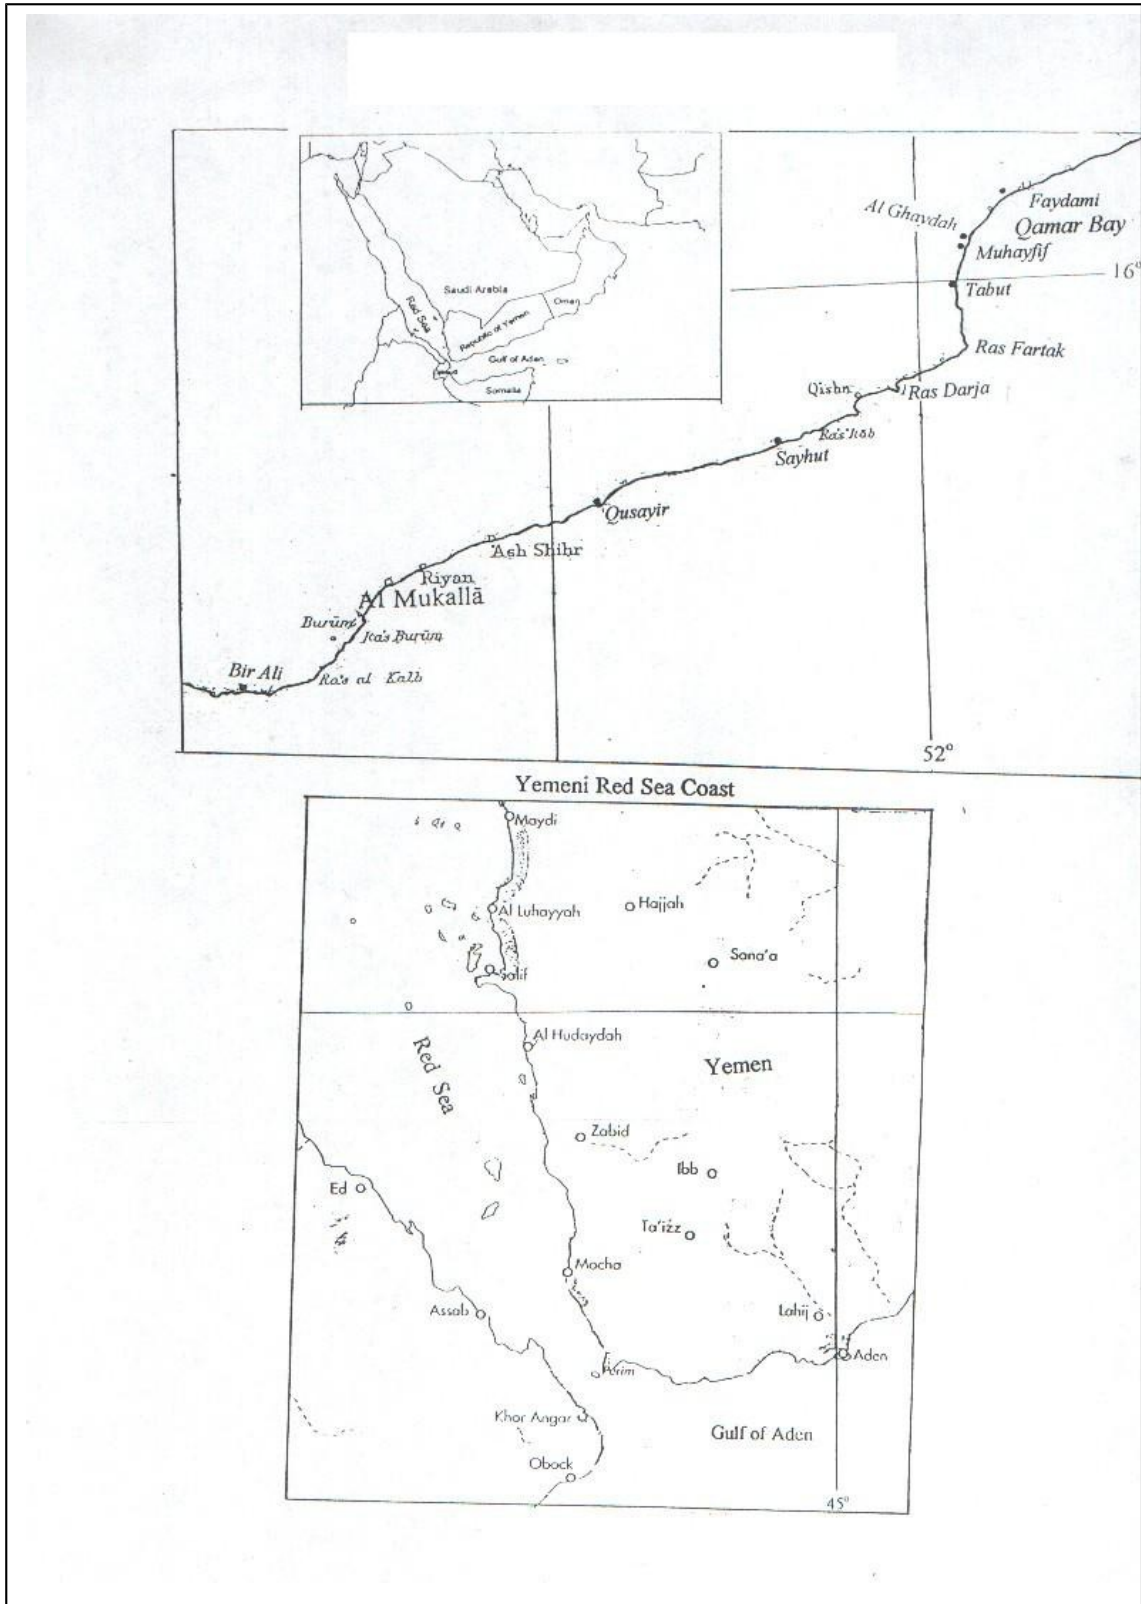 Saudi Arabia
Oman
Red Sea
Republic of Yemen
Gulf of Aden
Somalia
Al Ghaydah
Faydami
Qamar Bay
Muhayfif
16°
Tabut
Ras Fartak
Qishn
Ras Darja
Sayhut
Qusayir
Ash Shihr
Riyan
Al Mukallā
Burūm
Ra's Burūm
Bir Ali
Ra's al Kalb
52°
Yemeni Red Sea Coast
Maydi
Al Luhayyah
Hajjah
Sana'a
Salif
Al Hudaydah
Red Sea
Yemen
Zabid
Ibb
Ed
Ta'izz
Mocha
Assab
Lahij
Aden
Perim
Khor Angar
Gulf of Aden
Obock
45°